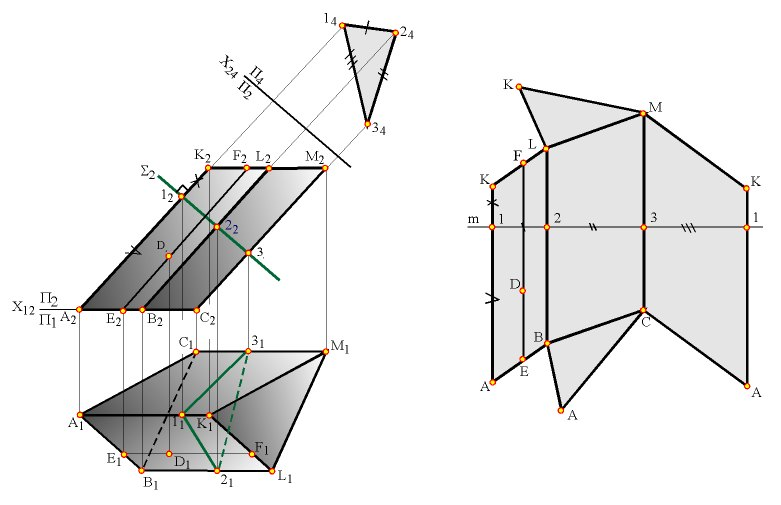 1₄
2₄
X₂₄ Π₄
Π₂
3₄
K₂ F₂ L₂ M₂
Σ₂
1₂
2₂
D
3
X₁₂ Π₂
Π₁
A₂ E₂ B₂ C₂
C₁ 3₁ M₁
A₁ 1₁ K₁
E₁ D₁ F₁
B₁ 2₁ L₁
K
M
L
F
K K
m 1 2 3 1
D
B C
E
A A
A